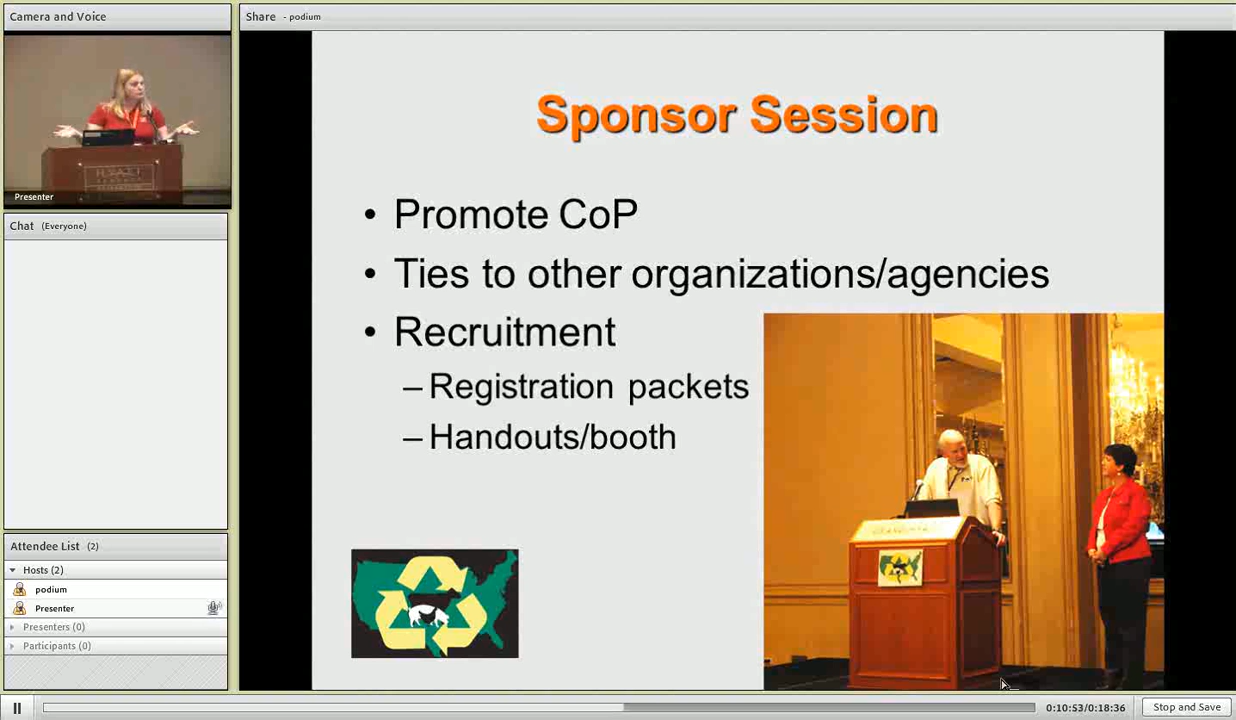 Camera and Voice
Presenter
Chat (Everyone)
Attendee List (2)
Hosts (2)
podium
Presenter
Presenters (0)
Participants (0)
Share - podium
Sponsor Session
• Promote CoP
• Ties to other organizations/agencies
• Recruitment
– Registration packets
– Handouts/booth
HYATT
0:10:53/0:18:36
Stop and Save